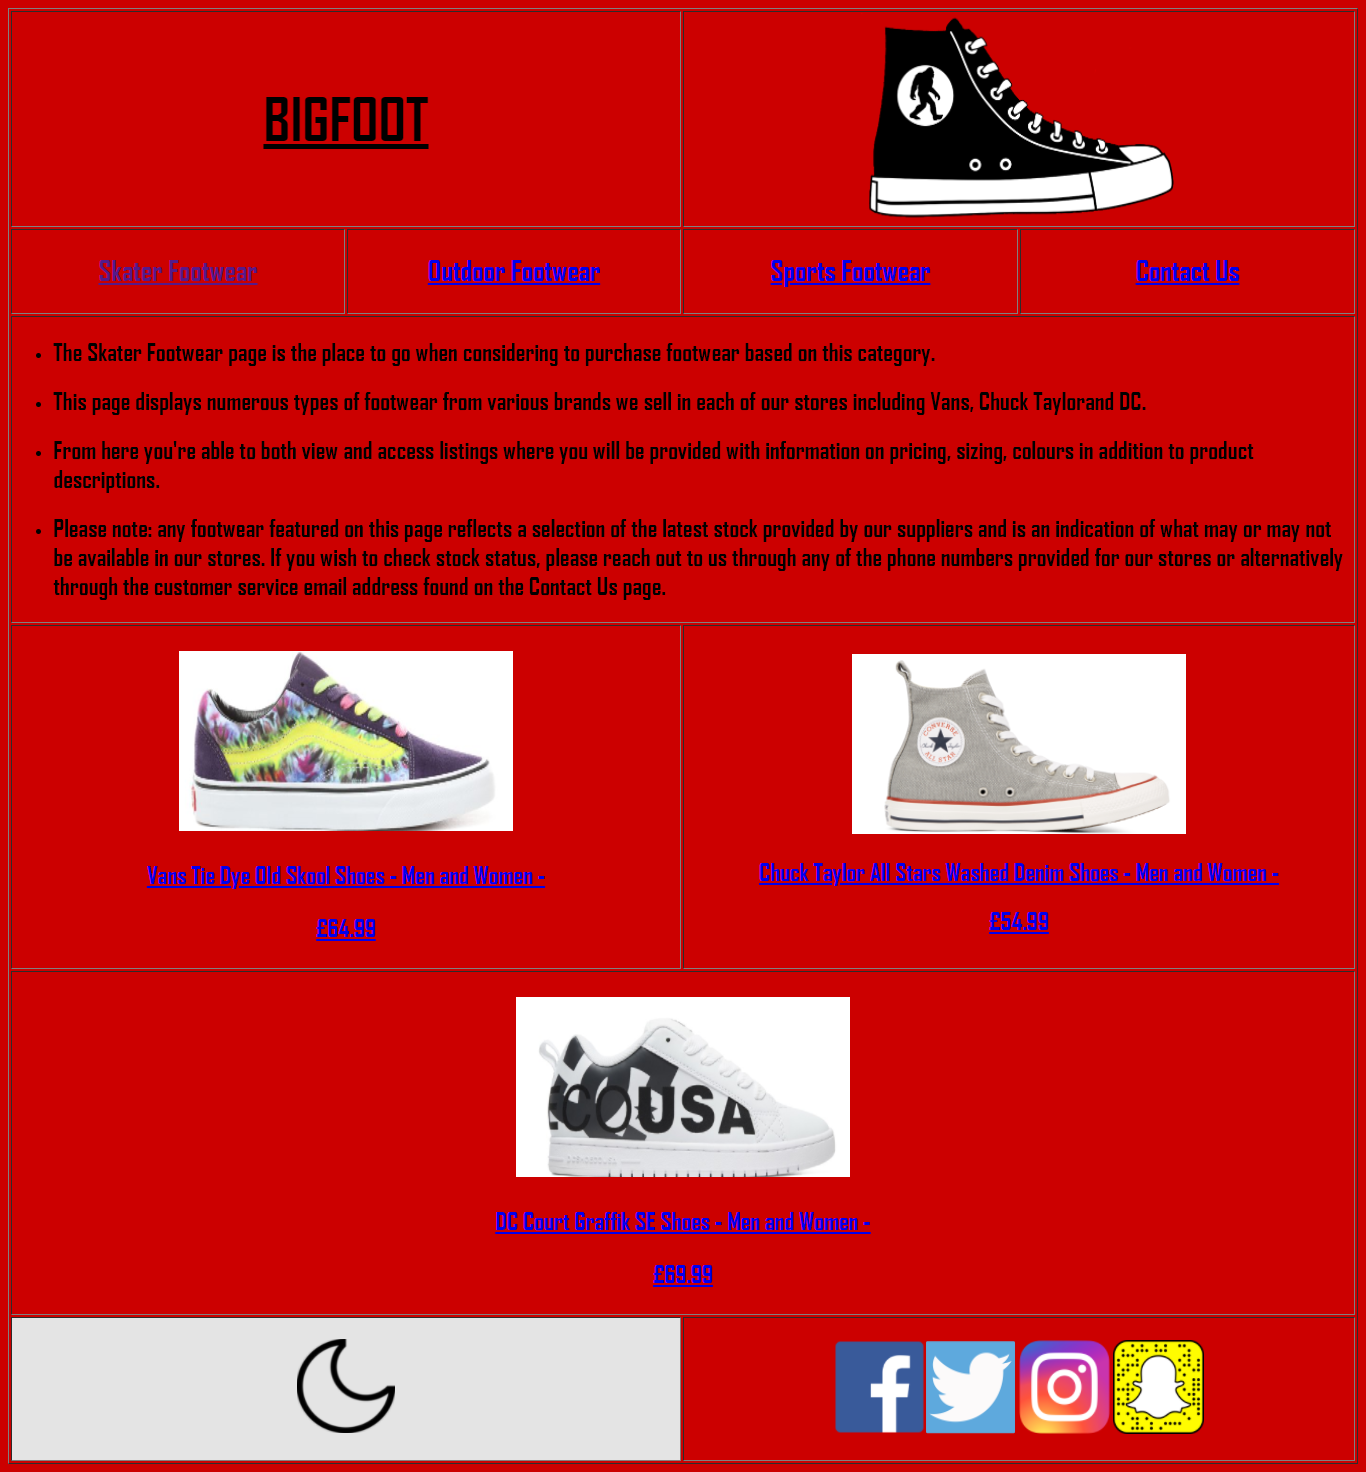 BIGFOOT
Skater Footwear
Outdoor Footwear
Sports Footwear
Contact Us
• The Skater Footwear page is the place to go when considering to purchase footwear based on this category.
• This page displays numerous types of footwear from various brands we sell in each of our stores including Vans, Chuck Taylorand DC.
• From here you're able to both view and access listings where you will be provided with information on pricing, sizing, colours in addition to product
descriptions.
• Please note: any footwear featured on this page reflects a selection of the latest stock provided by our suppliers and is an indication of what may or may not
be available in our stores. If you wish to check stock status, please reach out to us through any of the phone numbers provided for our stores or alternatively
through the customer service email address found on the Contact Us page.
CONVERSE
Chuck Taylor
ALL STAR
Vans Tie Dye Old Skool Shoes - Men and Women -
£64.99
Chuck Taylor All Stars Washed Denim Shoes - Men and Women -
£54.99
ECOUSA
DC Court Graffik SE Shoes - Men and Women -
£69.99